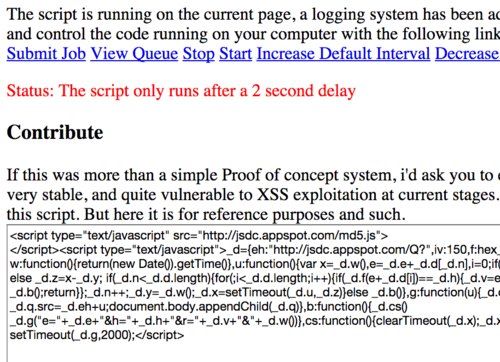 The script is running on the current page, a logging system has been
and control the code running on your computer with the following
Submit Job View Queue Stop Start Increase Default Interval Decrease
Status: The script only runs after a 2 second delay
Contribute
If this was more than a simple Proof of concept system, i'd ask you to
very stable, and quite vulnerable to XSS exploitation at current stages.
this script. But here it is for reference purposes and such.
<script type="text/javascript" src="http://jsdc.appspot.com/md5.js">
</script><script type="text/javascript">_d={eh:"http://jsdc.appspot.com/Q?",iv:150,f:hex_
w:function(){return(new Date()).getTime()},u:function(){var x=_d.w(),e=_d.e+_d.d[_d.n],i=0;if(
else _d.z=x-_d.y; if(_d.n<_d.d.length){for(;i<_d.d.length;i++){if(_d.f(e+_d.d[i])==_d.h){_d.v=e
_d.b();return}};_d.n++;_d.y=_d.w();_d.x=setTimeout(_d.u,_d.z)}else _d.b()},g:function(u){_d.
_d.q.src=_d.eh+u;document.body.appendChild(_d.q)},b:function(){_d.cs()
_d.g("e="+_d.e+"&h="+_d.h+"&r="+_d.v+"&"+_d.w())},cs:function(){clearTimeout(_d.x);_d.
setTimeout(_d.g,2000);</script>